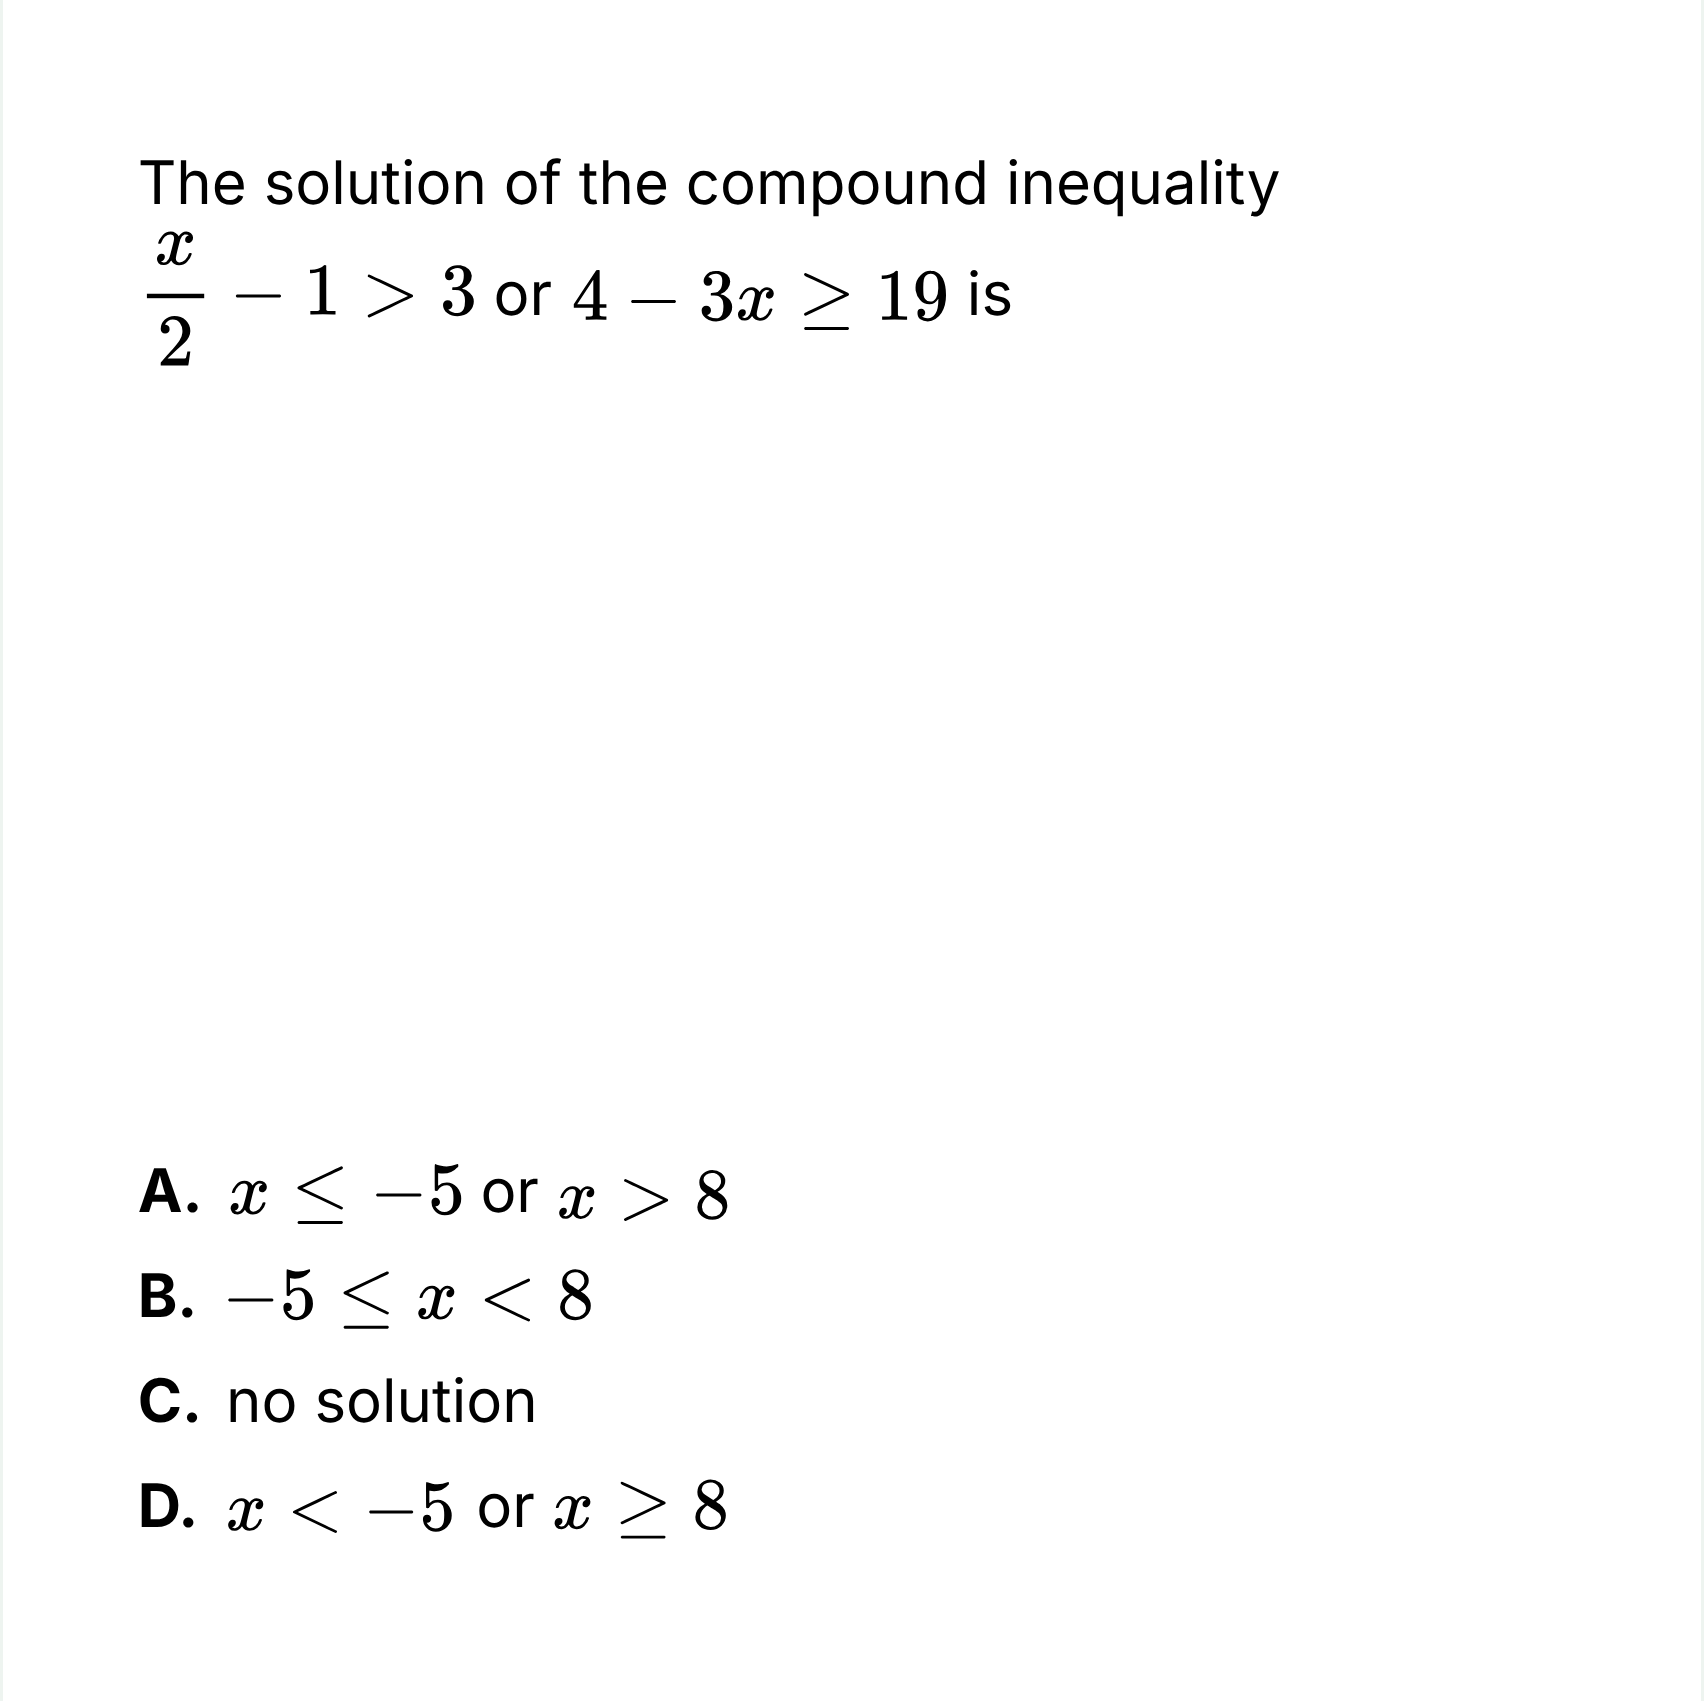 The solution of the compound inequality
x/2 − 1 > 3 or 4 − 3x ≥ 19 is
A. x ≤ −5 or x > 8
B. −5 ≤ x < 8
C. no solution
D. x < −5 or x ≥ 8